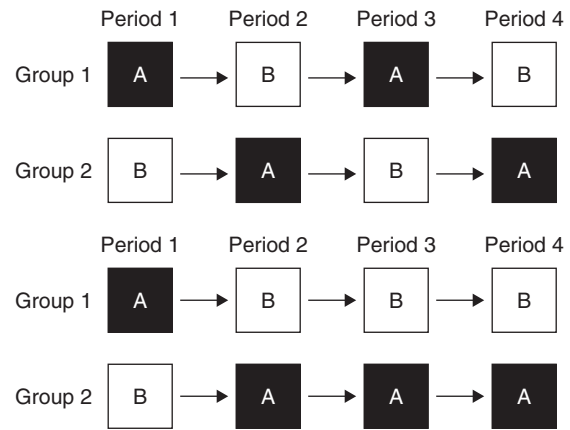 Period 1 Period 2 Period 3 Period 4
Group 1 A B A B
Group 2 B A B A
Period 1 Period 2 Period 3 Period 4
Group 1 A B B B
Group 2 B A A A